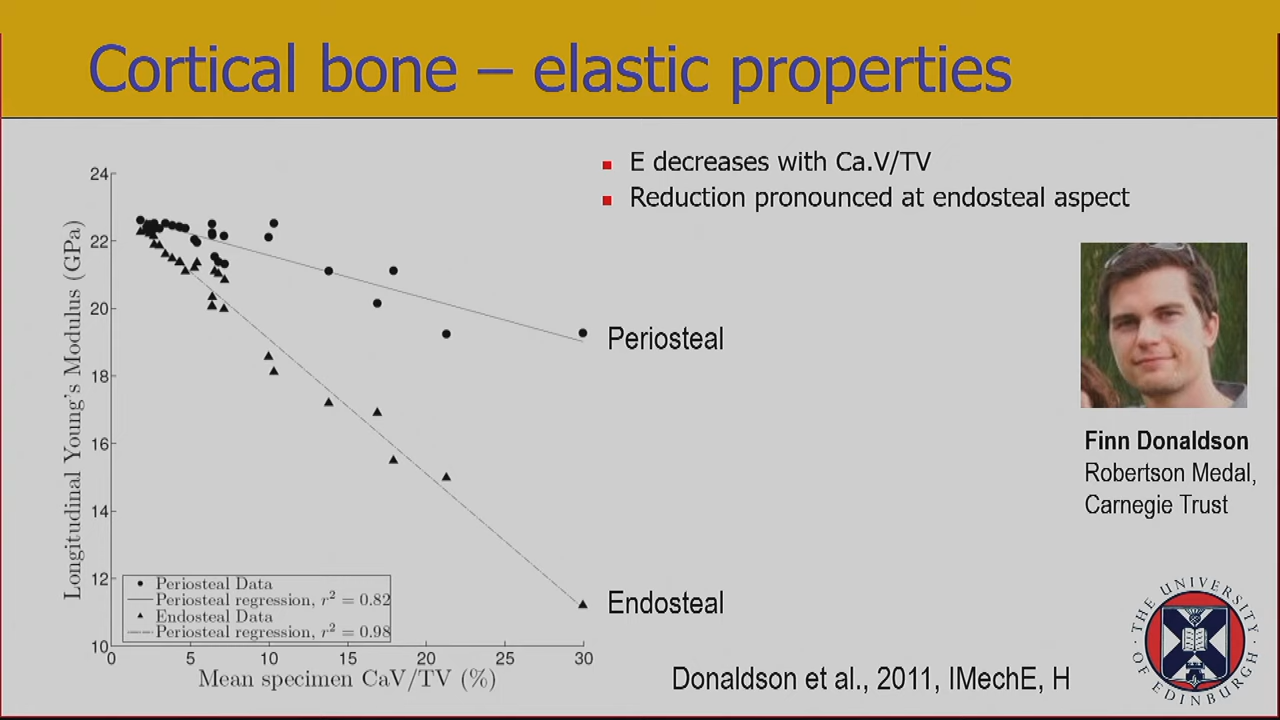 Cortical bone – elastic properties
E decreases with Ca.V/TV
Reduction pronounced at endosteal aspect
24
22
20
18
16
14
12
10
Longitudinal Young's Modulus (GPa)
Periosteal
Endosteal
Periosteal Data
Periosteal regression, r² = 0.82
Endosteal Data
Periosteal regression, r² = 0.98
0 5 10 15 20 25 30
Mean specimen CaV/TV (%)
Finn Donaldson
Robertson Medal,
Carnegie Trust
Donaldson et al., 2011, IMechE, H
THE UNIVERSITY OF EDINBURGH